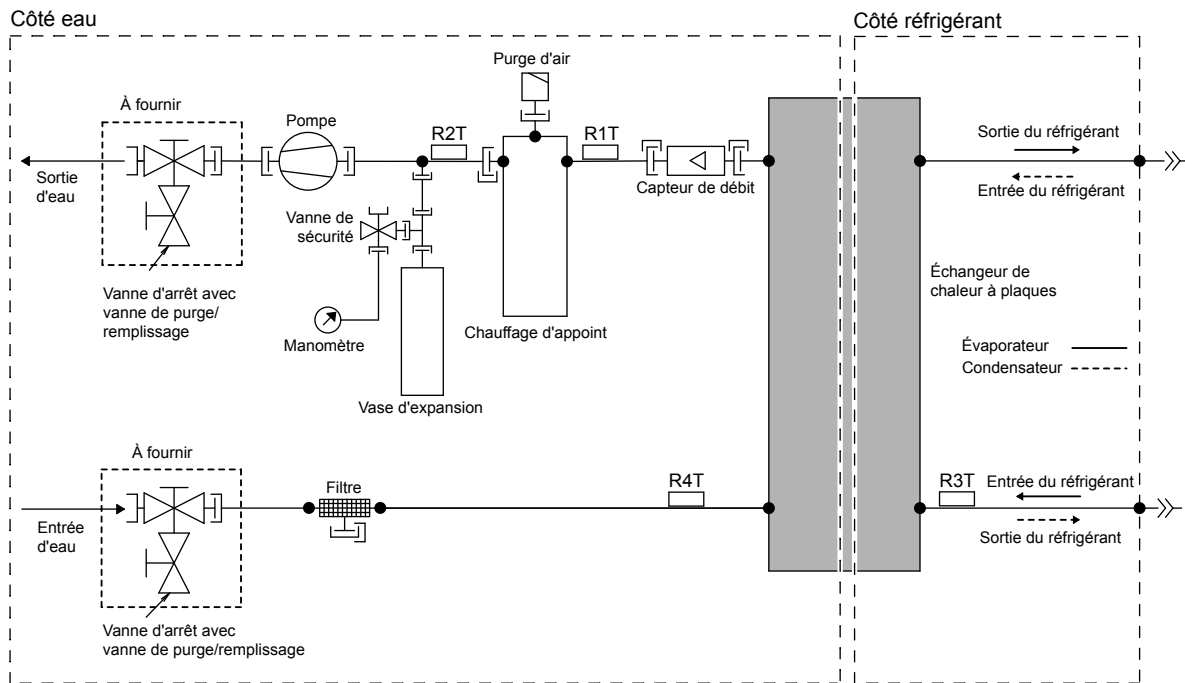 Côté eau
Côté réfrigérant
Purge d'air
À fournir
Pompe
R2T
R1T
Sortie du réfrigérant
Sortie
d'eau
Capteur de débit
Entrée du réfrigérant
Vanne de
sécurité
Échangeur de
chaleur à plaques
Vanne d'arrêt avec
vanne de purge/
remplissage
Manomètre
Chauffage d'appoint
Évaporateur
Condensateur
Vase d'expansion
À fournir
Filtre
R4T
R3T
Entrée du réfrigérant
Entrée
d'eau
Sortie du réfrigérant
Vanne d'arrêt avec
vanne de purge/remplissage